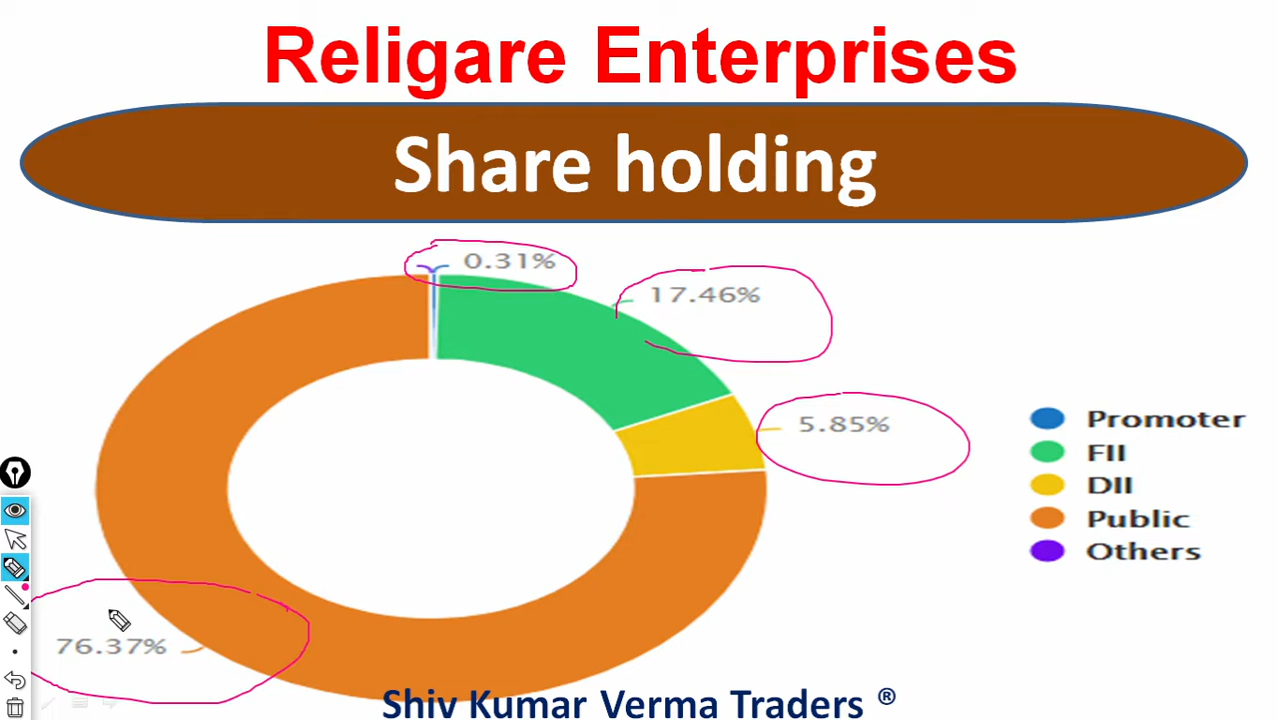 Religare Enterprises
Share holding
0.31%
17.46%
5.85%
76.37%
Promoter
FII
DII
Public
Others
Shiv Kumar Verma Traders ®